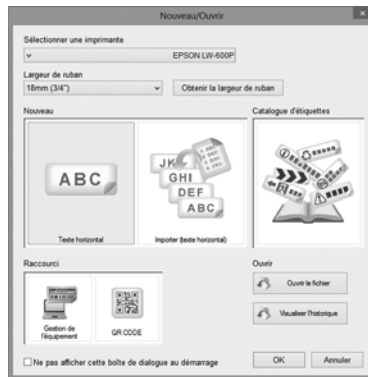 Nouveau/Ouvrir
Sélectionner une imprimante
EPSON LW-600P
Largeur de ruban
18mm (3/4")
Obtenir la largeur de ruban
Nouveau
Catalogue d'étiquettes
ABC
JK
GHI
DEF
ABC
Texte horizontal
Importer (texte horizontal)
Raccourci
Ouvrir
Gestion de
l'équipement
QR CODE
Ouvrir le fichier
Visualiser l'historique
Ne pas afficher cette boîte de dialogue au démarrage
OK
Annuler